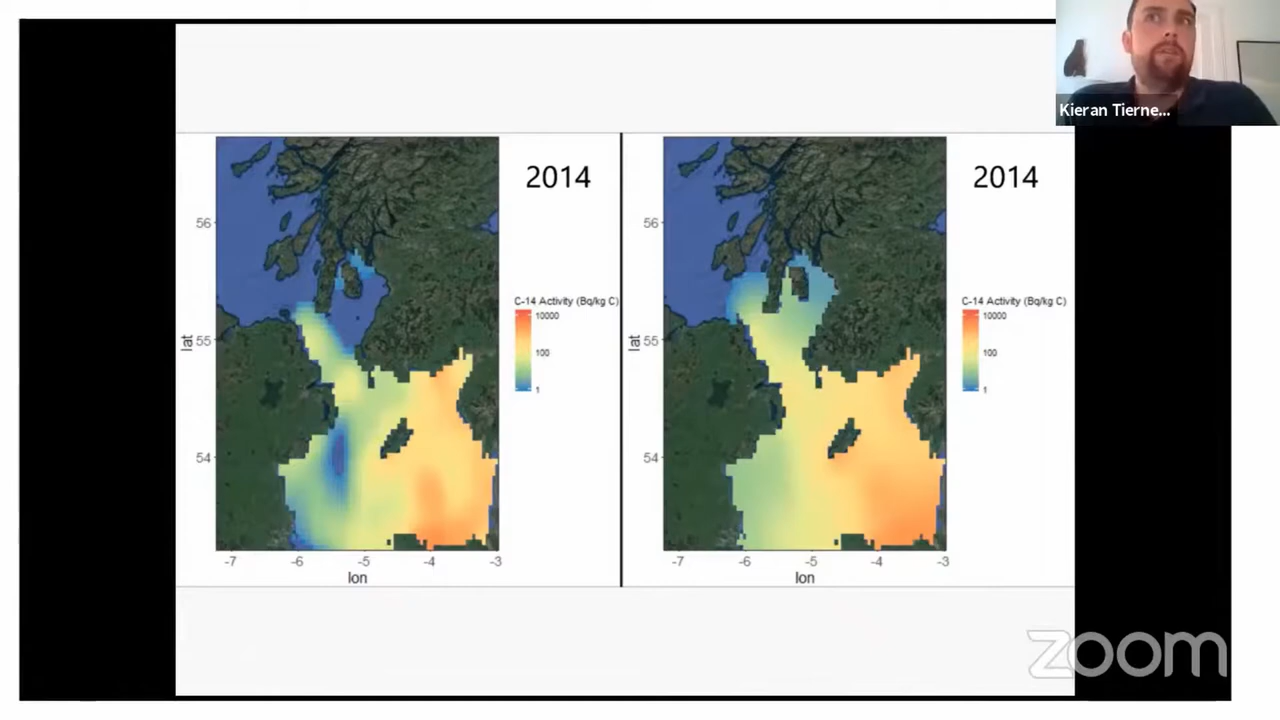 Kieran Tierne...
2014
56
55
54
lat
-7 -6 -5 -4 -3
lon
C-14 Activity (Bq/kg C)
10000
100
1
2014
56
55
54
lat
-7 -6 -5 -4 -3
lon
C-14 Activity (Bq/kg C)
10000
100
1
zoom